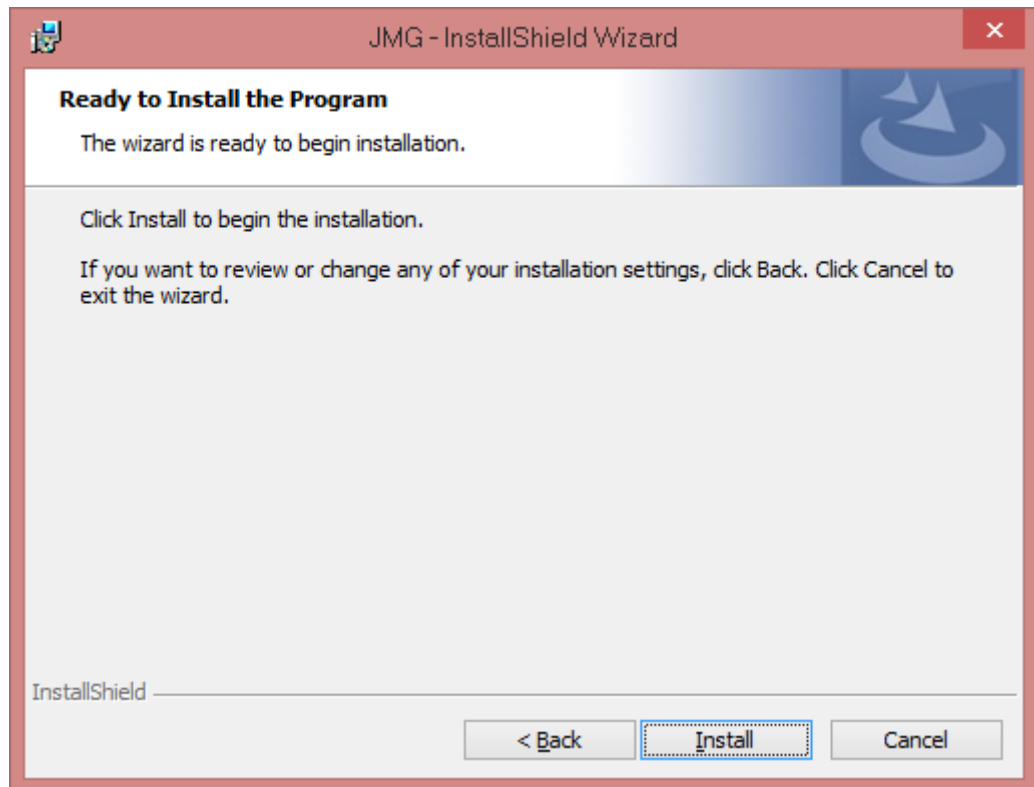 JMG - InstallShield Wizard
Ready to Install the Program
The wizard is ready to begin installation.
Click Install to begin the installation.
If you want to review or change any of your installation settings, click Back. Click Cancel to
exit the wizard.
InstallShield
< Back
Install
Cancel